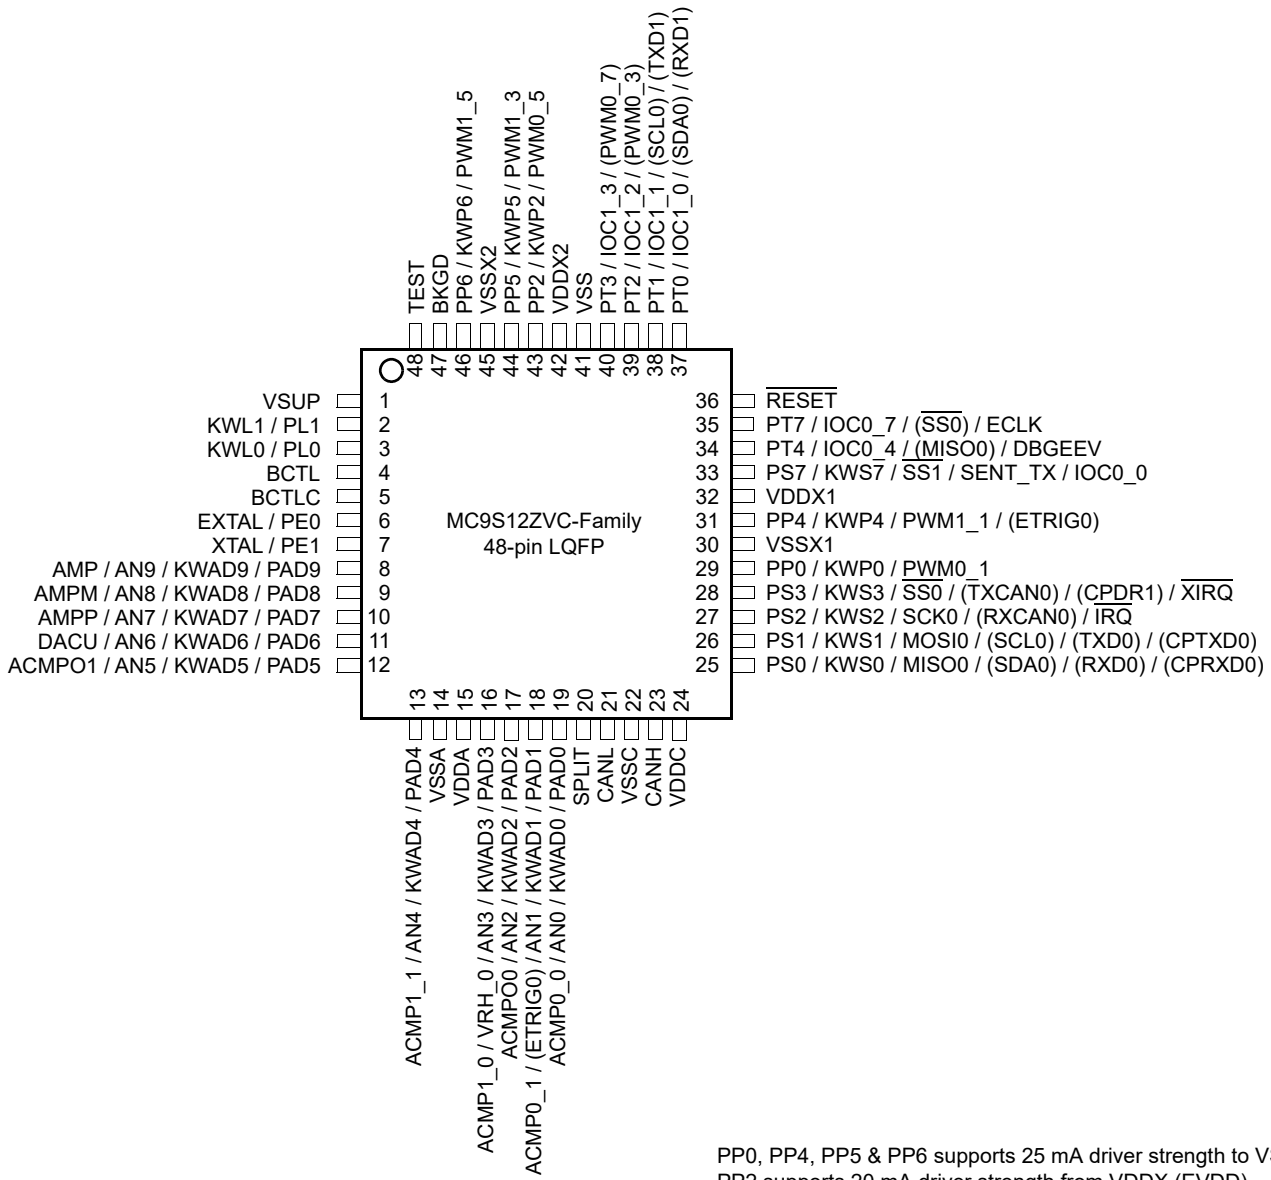 TEST
BKGD
PP6 / KWP6 / PWM1_5
VSSX2
PP5 / KWP5 / PWM1_3
PP2 / KWP2 / PWM0_5
VDDX2
VSS
PT3 / IOC1_3 / (PWM0_7)
PT2 / IOC1_2 / (PWM0_3)
PT1 / IOC1_1 / (SCL0) / (TXD1)
PT0 / IOC1_0 / (SDA0) / (RXD1)
48
47
46
45
44
43
42
41
40
39
38
37
VSUP 1
KWL1 / PL1 2
KWL0 / PL0 3
BCTL 4
BCTLC 5
EXTAL / PE0 6
XTAL / PE1 7
AMP / AN9 / KWAD9 / PAD9 8
AMPM / AN8 / KWAD8 / PAD8 9
AMPP / AN7 / KWAD7 / PAD7 10
DACU / AN6 / KWAD6 / PAD6 11
ACMPO1 / AN5 / KWAD5 / PAD5 12
MC9S12ZVC-Family
48-pin LQFP
36 RESET
35 PT7 / IOC0_7 / (SS0) / ECLK
34 PT4 / IOC0_4 / (MISO0) / DBGEEV
33 PS7 / KWS7 / SS1 / SENT_TX / IOC0_0
32 VDDX1
31 PP4 / KWP4 / PWM1_1 / (ETRIG0)
30 VSSX1
29 PP0 / KWP0 / PWM0_1
28 PS3 / KWS3 / SS0 / (TXCAN0) / (CPDR1) / XIRQ
27 PS2 / KWS2 / SCK0 / (RXCAN0) / IRQ
26 PS1 / KWS1 / MOSI0 / (SCL0) / (TXD0) / (CPTXD0)
25 PS0 / KWS0 / MISO0 / (SDA0) / (RXD0) / (CPRXD0)
13
14
15
16
17
18
19
20
21
22
23
24
ACMP1_1 / AN4 / KWAD4 / PAD4
VSSA
VDDA
ACMP1_0 / VRH_0 / AN3 / KWAD3 / PAD3
ACMPO0 / AN2 / KWAD2 / PAD2
ACMP0_1 / (ETRIG0) / AN1 / KWAD1 / PAD1
ACMP0_0 / AN0 / KWAD0 / PAD0
SPLIT
CANL
VSSC
CANH
VDDC
PP0, PP4, PP5 & PP6 supports 25 mA driver strength to
PP2 supports 20 mA driver strength from VDDX (EVDD)